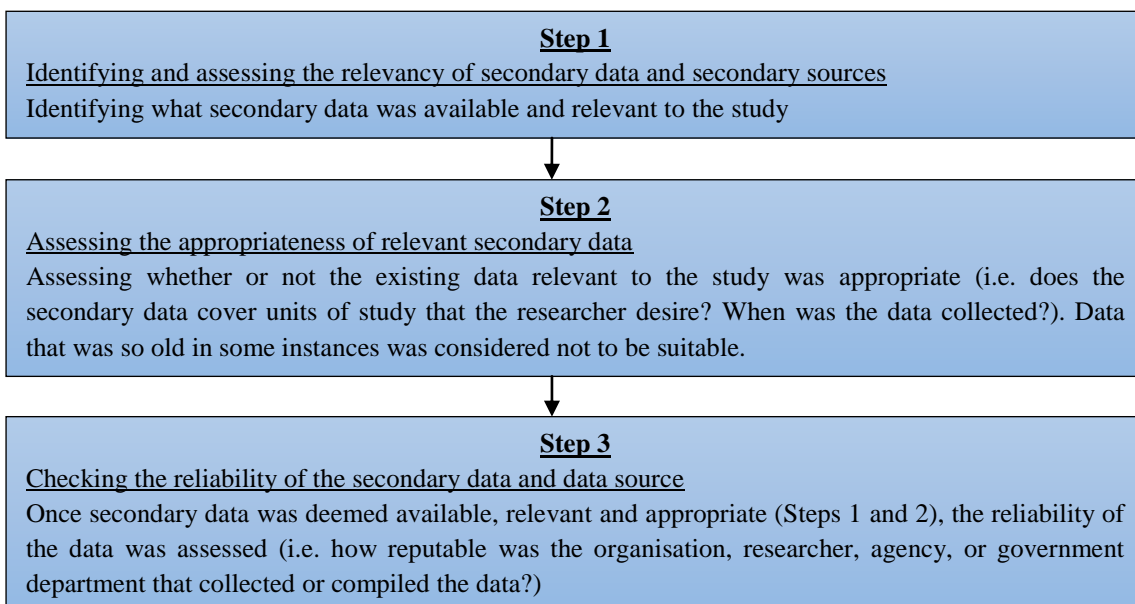 Step 1
Identifying and assessing the relevancy of secondary data and secondary sources
Identifying what secondary data was available and relevant to the study
Step 2
Assessing the appropriateness of relevant secondary data
Assessing whether or not the existing data relevant to the study was appropriate (i.e. does the
secondary data cover units of study that the researcher desire? When was the data collected?). Data
that was so old in some instances was considered not to be suitable.
Step 3
Checking the reliability of the secondary data and data source
Once secondary data was deemed available, relevant and appropriate (Steps 1 and 2), the reliability of
the data was assessed (i.e. how reputable was the organisation, researcher, agency, or government
department that collected or compiled the data?)